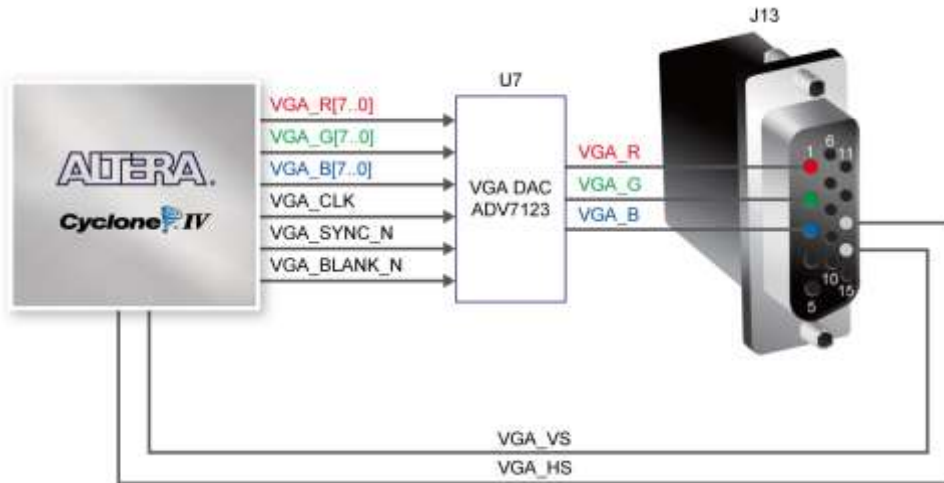 J13
U7
VGA_R[7..0]
VGA_G[7..0]
VGA_B[7..0]
VGA_CLK
VGA_SYNC_N
VGA_BLANK_N
ALTERA.
Cyclone IV
VGA DAC
ADV7123
VGA_R
VGA_G
VGA_B
1
6
11
5
10
15
VGA_VS
VGA_HS